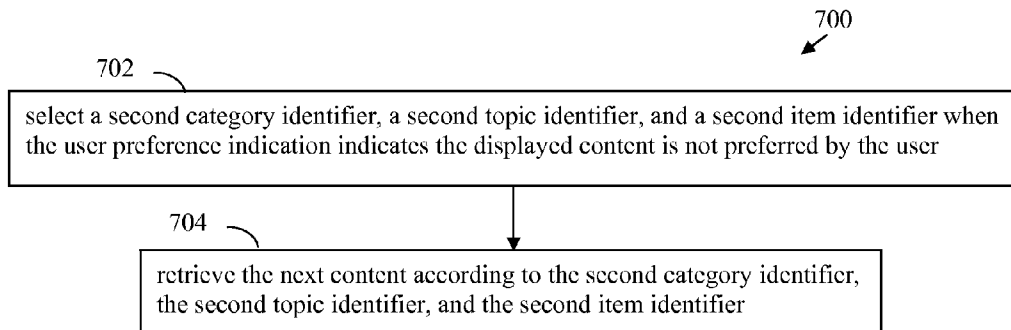 700
702
select a second category identifier, a second topic identifier, and a second item identifier when
the user preference indication indicates the displayed content is not preferred by the user
704
retrieve the next content according to the second category identifier,
the second topic identifier, and the second item identifier